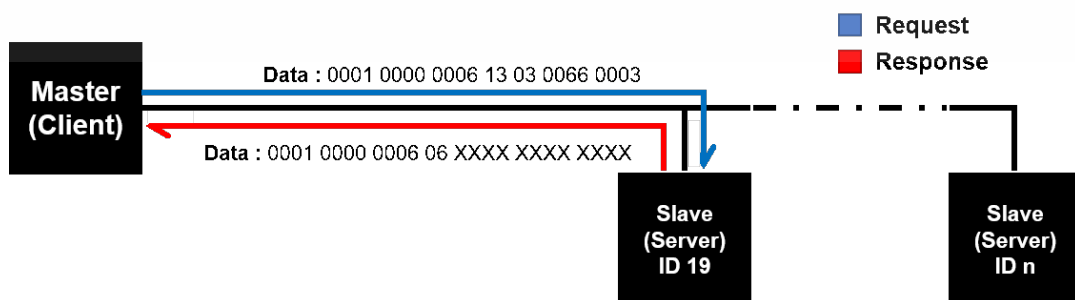 Request
Response
Master
(Client)
Data : 0001 0000 0006 13 03 0066 0003
Data : 0001 0000 0006 06 XXXX XXXX XXXX
Slave
(Server)
ID 19
Slave
(Server)
ID n